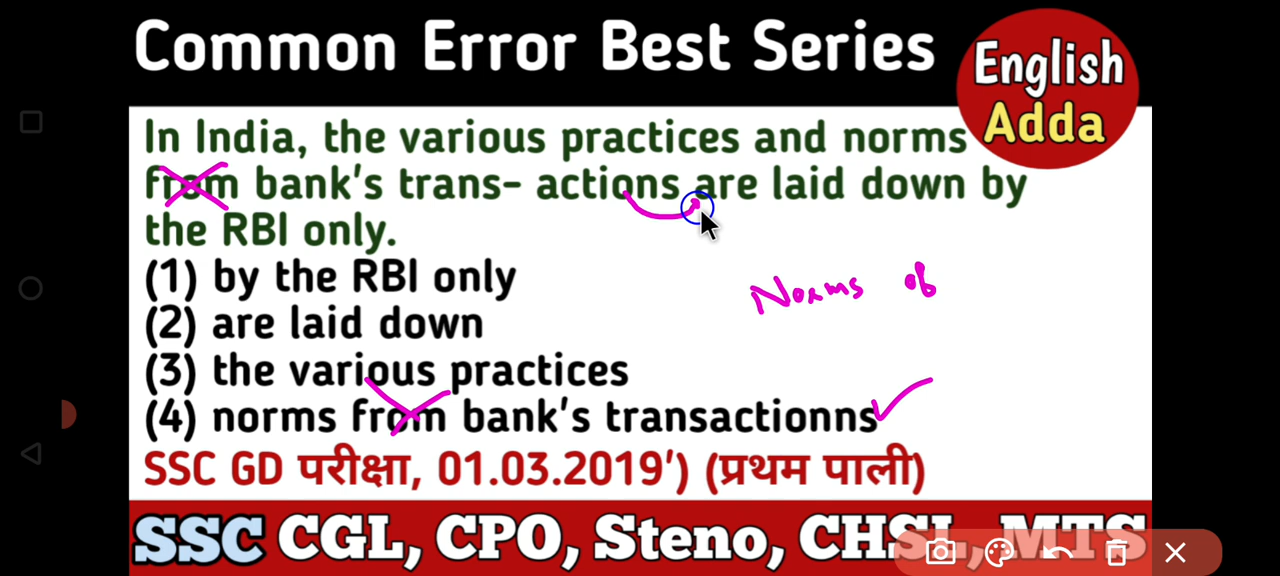 Common Error Best Series
English
Adda
In India, the various practices and norms
from bank's trans- actions are laid down by
the RBI only.
(1) by the RBI only
Norms of
(2) are laid down
(3) the various practices
(4) norms from bank's transactionns
SSC GD परीक्षा, 01.03.2019') (प्रथम पाली)
SSC CGL, CPO, Steno, CHSL, MTS